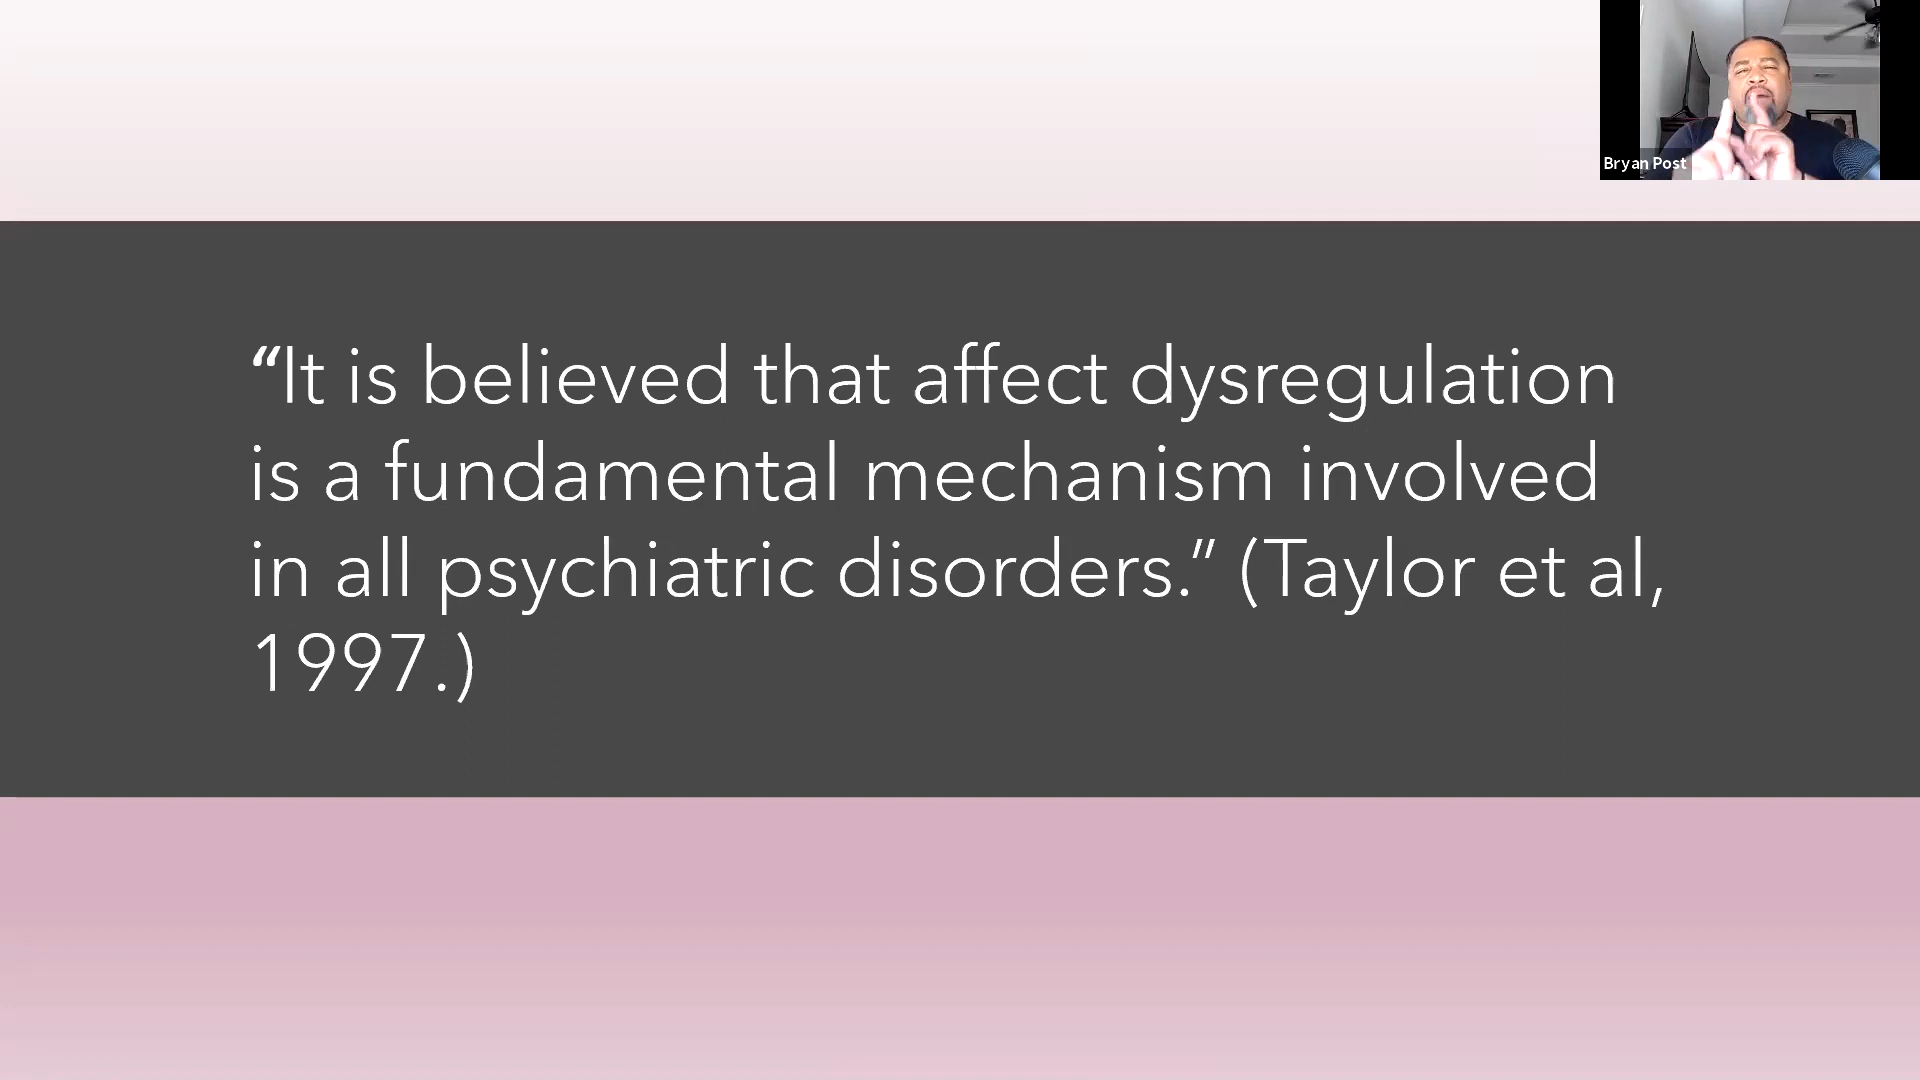 Bryan Post
“It is believed that affect dysregulation
is a fundamental mechanism involved
in all psychiatric disorders.” (Taylor et al,
1997.)